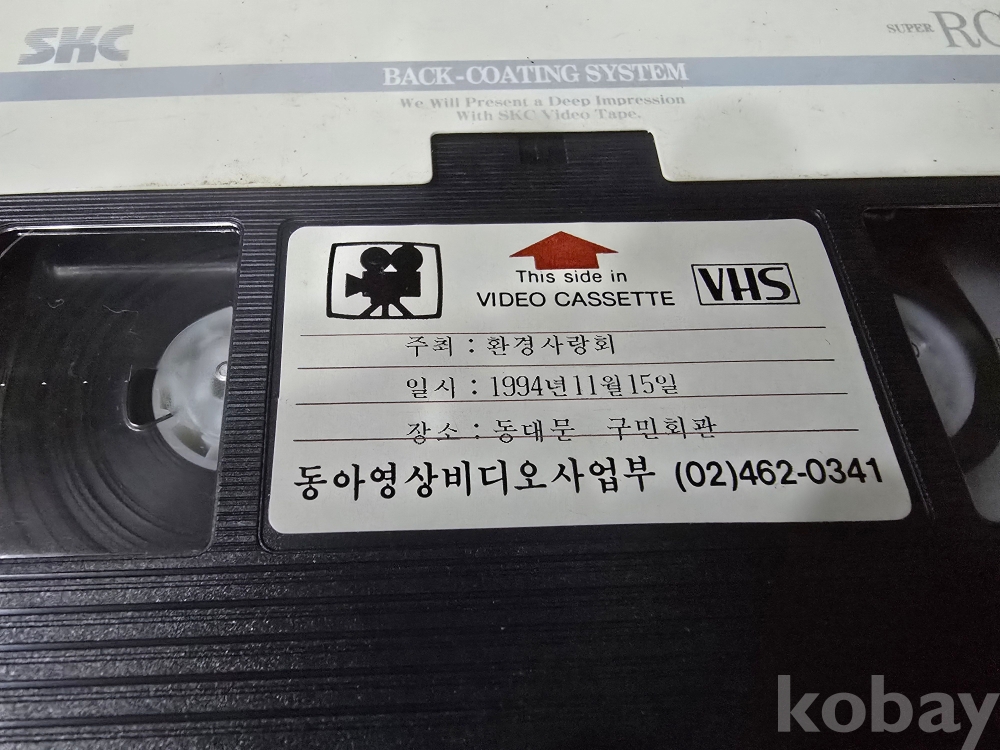 SKC
SUPER RC
BACK-COATING SYSTEM
We Will Present a Deep Impression
With SKC Video Tape.
This side in
VIDEO CASSETTE
VHS
주최 : 환경사랑회
일시 : 1994년11월15일
장소 : 동대문 구민회관
동아영상비디오사업부 (02)462-0341
kobay